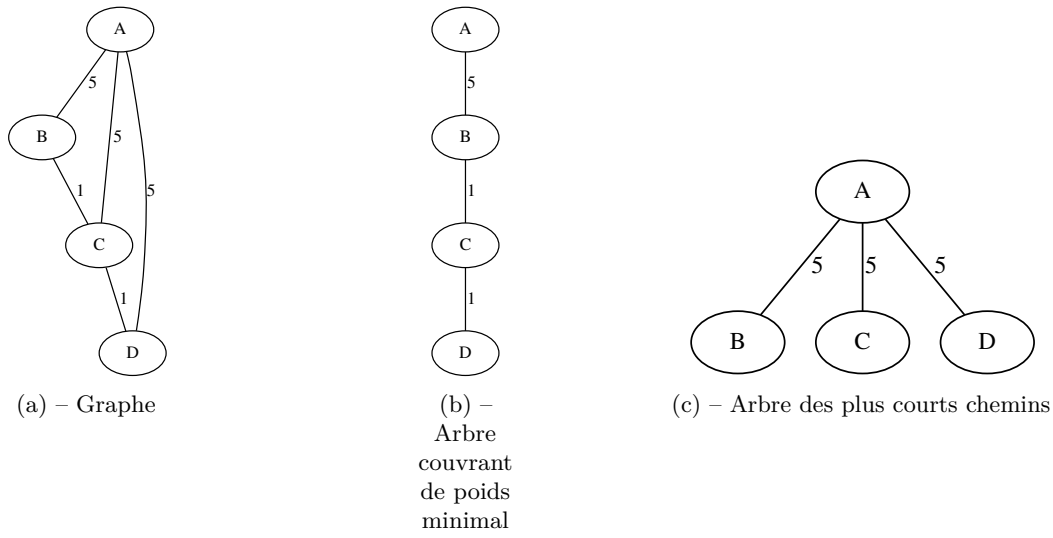 A
5
B
5
1
5
C
1
D
(a) – Graphe
A
5
B
1
C
1
D
(b) –
Arbre
couvrant
de poids
minimal
A
5
5
5
B
C
D
(c) – Arbre des plus courts chemins